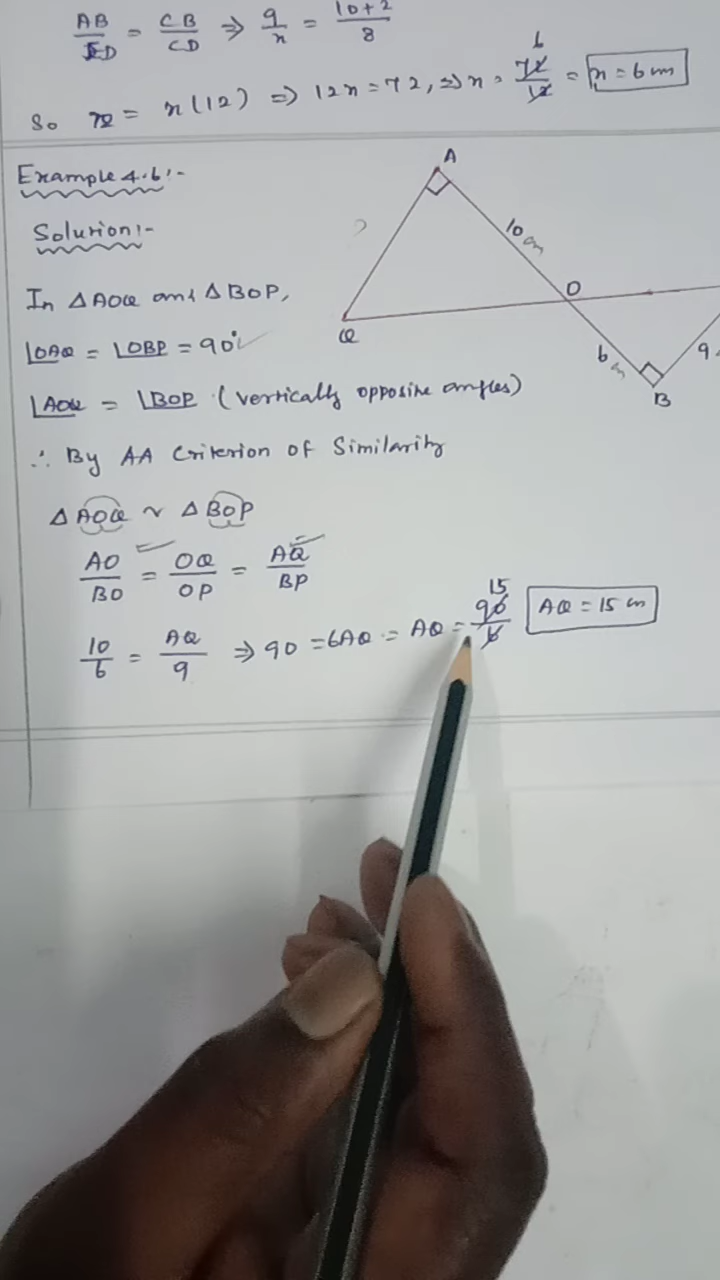 AB/ED = CB/CD ⇒ 9/x = 10+2/8
So 72 = x(12) ⇒ 12x = 72, ⇒ x = 72/12 6 = x = 6 cm
Example 4.6:-
Solution:-
A
10 cm
O
Q
6 cm
9
B
In ΔAOQ and ΔBOP,
∠OAQ = ∠OBP = 90°
∠AOQ = ∠BOP (vertically opposite angles)
∴ By AA Criterion of Similarity
ΔAOQ ~ ΔBOP
AO/BO = OQ/OP = AQ/BP
10/6 = AQ/9 ⇒ 90 = 6AQ = AQ = 90/6 15 AQ = 15 cm